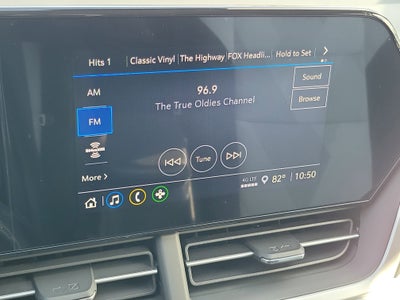 Hits 1 Classic Vinyl The Highway FOX Headli... Hold to Set
AM
96.9
Sound
The True Oldies Channel
Browse
FM
Tune
More
4G LTE 82° 10:50